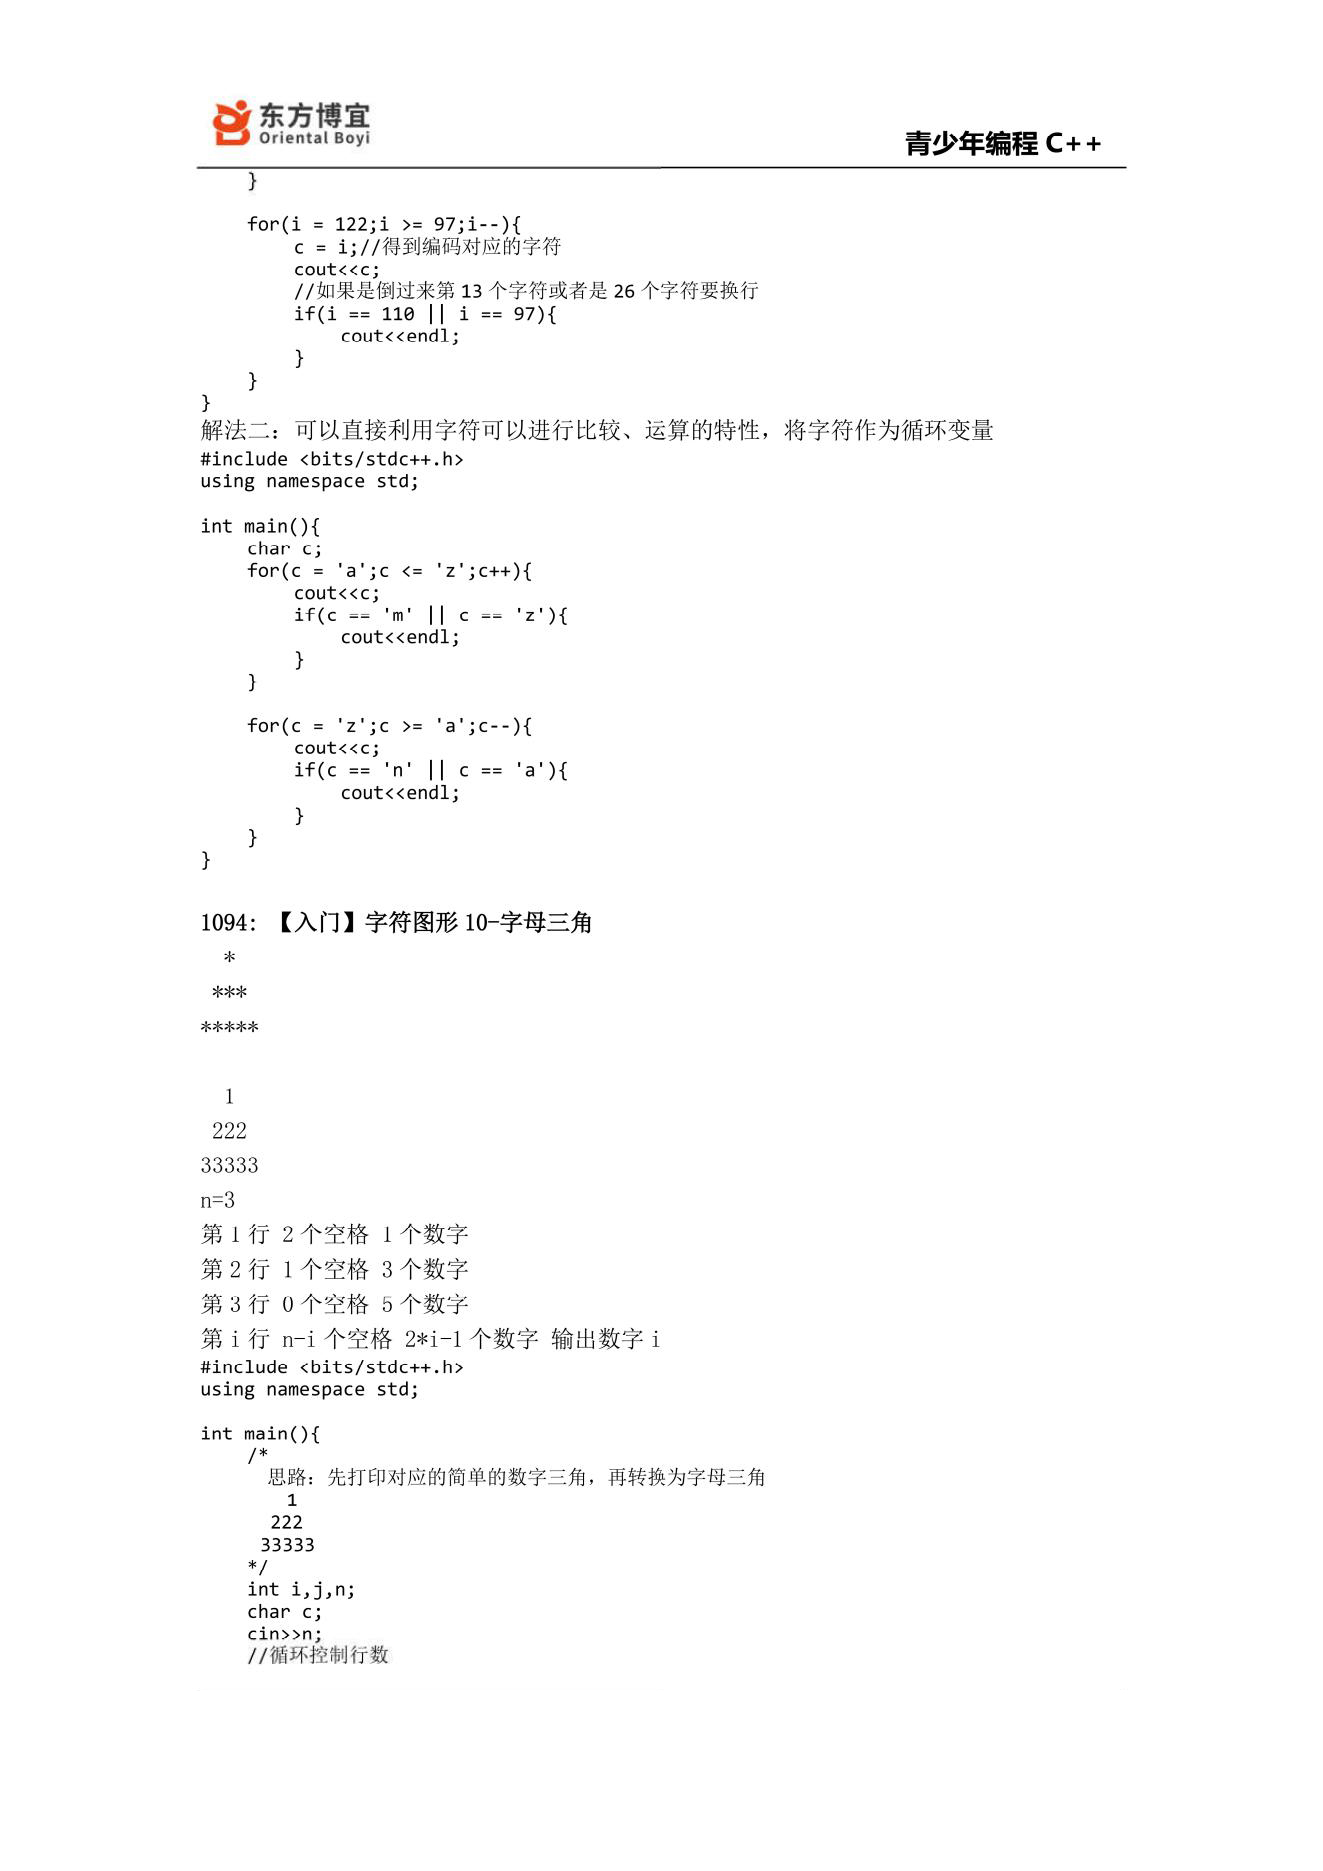 东方博宜
Oriental Boyi
青少年编程 C++
    }

    for(i = 122;i >= 97;i--){
        c = i;//得到编码对应的字符
        cout<<c;
        //如果是倒过来第 13 个字符或者是 26 个字符要换行
        if(i == 110 || i == 97){
            cout<<endl;
        }
    }
}
解法二：可以直接利用字符可以进行比较、运算的特性，将字符作为循环变量
#include <bits/stdc++.h>
using namespace std;

int main(){
    char c;
    for(c = 'a';c <= 'z';c++){
        cout<<c;
        if(c == 'm' || c == 'z'){
            cout<<endl;
        }
    }

    for(c = 'z';c >= 'a';c--){
        cout<<c;
        if(c == 'n' || c == 'a'){
            cout<<endl;
        }
    }
}

1094: 【入门】字符图形 10-字母三角
  *
 ***
*****

  1
 222
33333
n=3
第 1 行 2 个空格 1 个数字
第 2 行 1 个空格 3 个数字
第 3 行 0 个空格 5 个数字
第 i 行 n-i 个空格 2*i-1 个数字 输出数字 i
#include <bits/stdc++.h>
using namespace std;

int main(){
    /*
      思路：先打印对应的简单的数字三角，再转换为字母三角
        1
       222
      33333
    */
    int i,j,n;
    char c;
    cin>>n;
    //循环控制行数